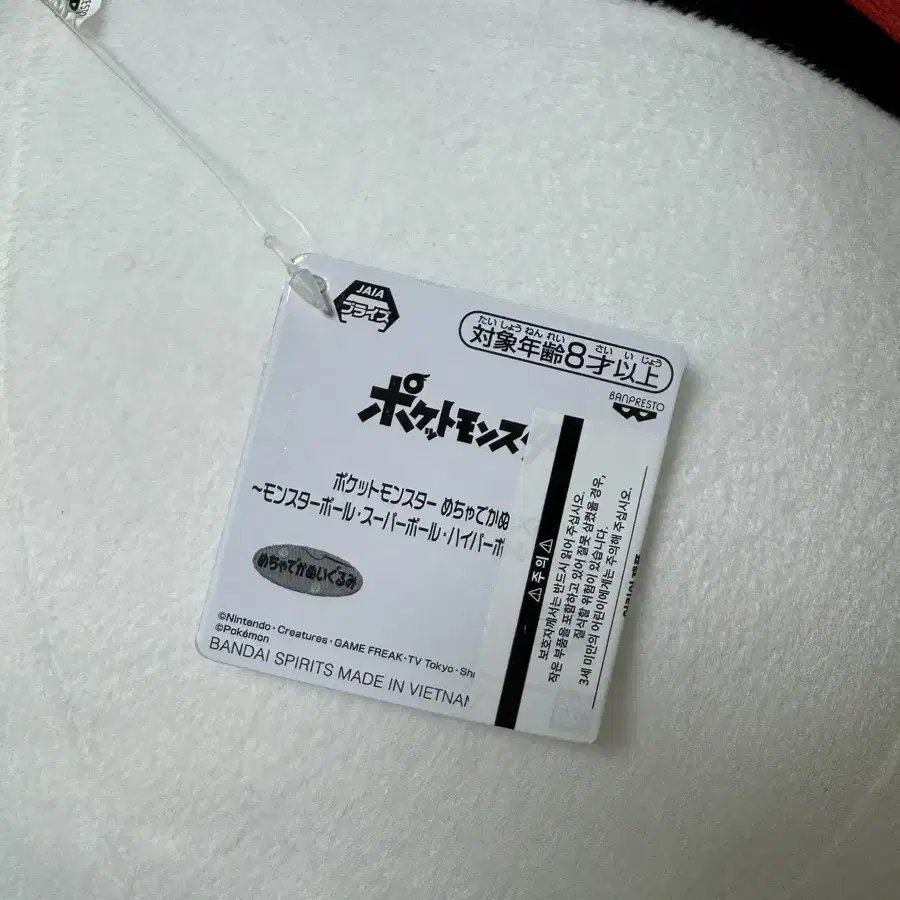 JAIA
プライズ
たいしょうねんれい さいいじょう
対象年齢8才以上
BANPRESTO
ポケットモンスタ
ポケットモンスター めちゃでかぬ
~モンスターボール・スーパーボール・ハイパーボ
めちゃでかぬいぐるみ
©Nintendo・Creatures・GAME FREAK・TV Tokyo・Sh
©Pokémon
BANDAI SPIRITS MADE IN VIETNAM
⚠주의⚠
보호자께서는 반드시 읽어 주십시오.
작은 부품을 포함하고 있어 잘못 삼켰을 경우,
질식할 위험이 있습니다.
3세 미만의 어린이에게는 주의해 주십시오.